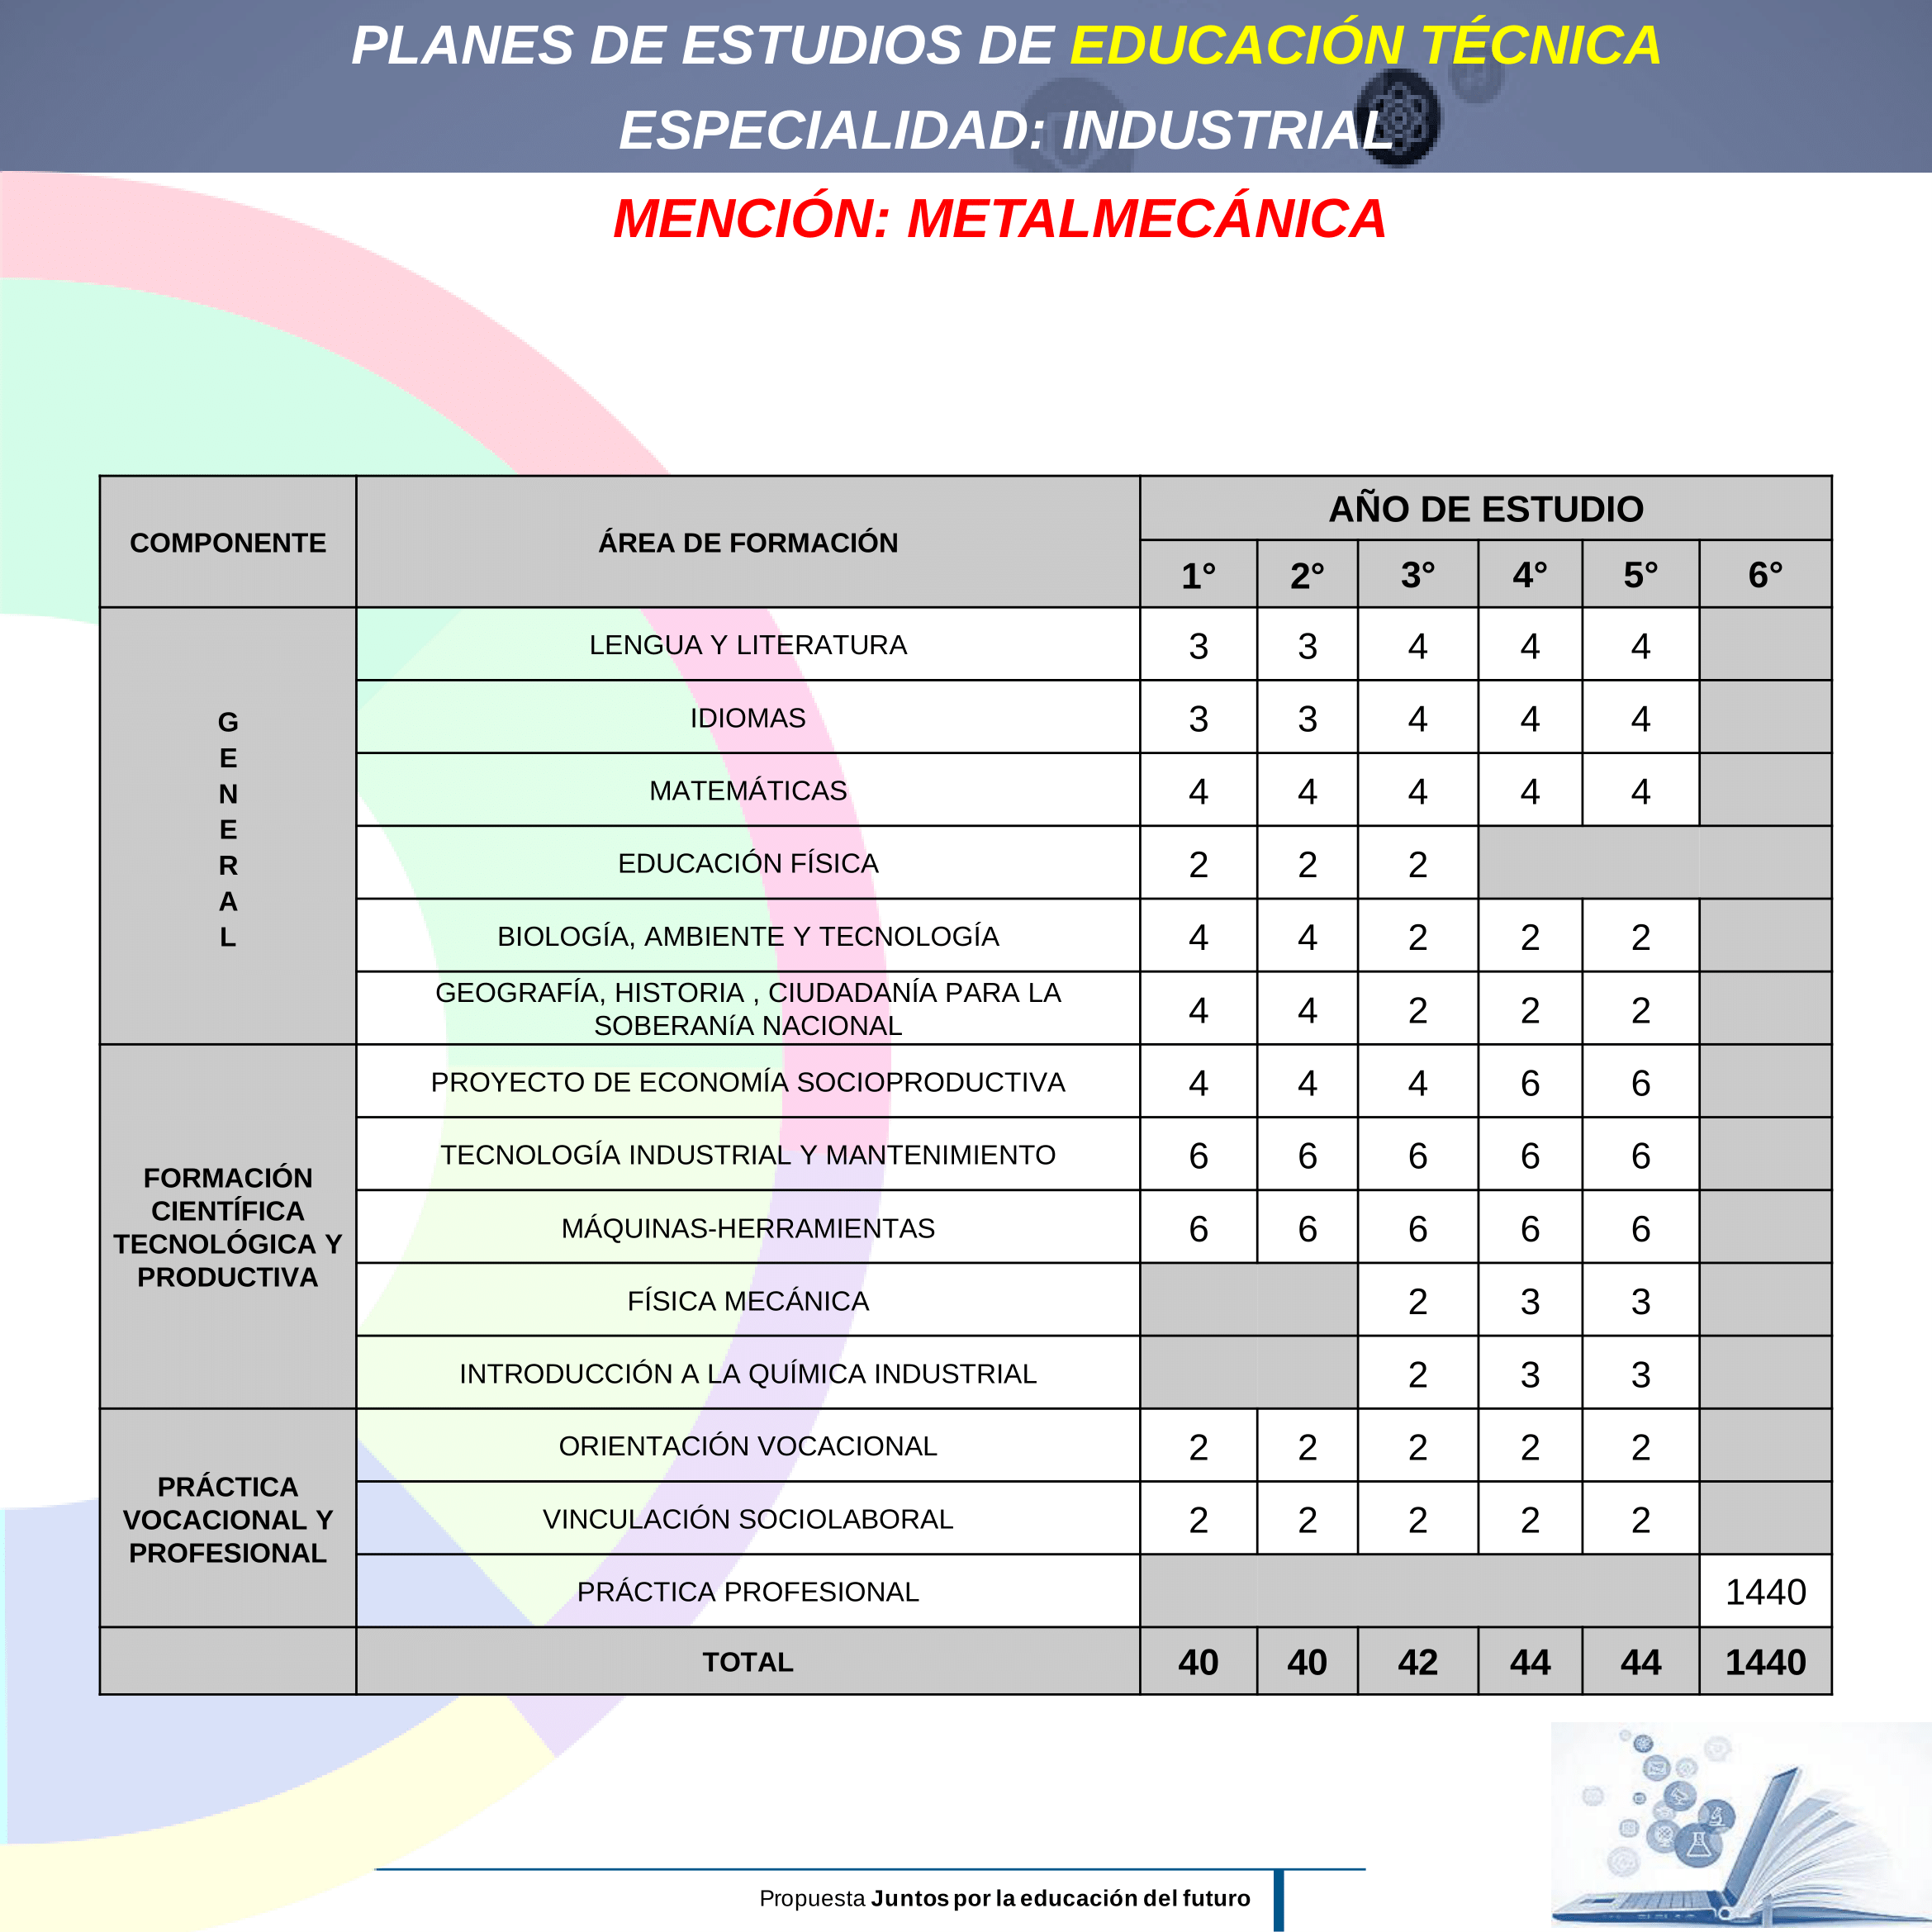 PLANES DE ESTUDIOS DE EDUCACIÓN TÉCNICA
ESPECIALIDAD: INDUSTRIAL
MENCIÓN: METALMECÁNICA
COMPONENTE ÁREA DE FORMACIÓN AÑO DE ESTUDIO
1° 2° 3° 4° 5° 6°
G
E
N
E
R
A
L
LENGUA Y LITERATURA 3 3 4 4 4
IDIOMAS 3 3 4 4 4
MATEMÁTICAS 4 4 4 4 4
EDUCACIÓN FÍSICA 2 2 2
BIOLOGÍA, AMBIENTE Y TECNOLOGÍA 4 4 2 2 2
GEOGRAFÍA, HISTORIA , CIUDADANÍA PARA LA
SOBERANíA NACIONAL 4 4 2 2 2
FORMACIÓN
CIENTÍFICA
TECNOLÓGICA Y
PRODUCTIVA
PROYECTO DE ECONOMÍA SOCIOPRODUCTIVA 4 4 4 6 6
TECNOLOGÍA INDUSTRIAL Y MANTENIMIENTO 6 6 6 6 6
MÁQUINAS-HERRAMIENTAS 6 6 6 6 6
FÍSICA MECÁNICA 2 3 3
INTRODUCCIÓN A LA QUÍMICA INDUSTRIAL 2 3 3
PRÁCTICA
VOCACIONAL Y
PROFESIONAL
ORIENTACIÓN VOCACIONAL 2 2 2 2 2
VINCULACIÓN SOCIOLABORAL 2 2 2 2 2
PRÁCTICA PROFESIONAL 1440
TOTAL 40 40 42 44 44 1440
Propuesta Juntos por la educación del futuro